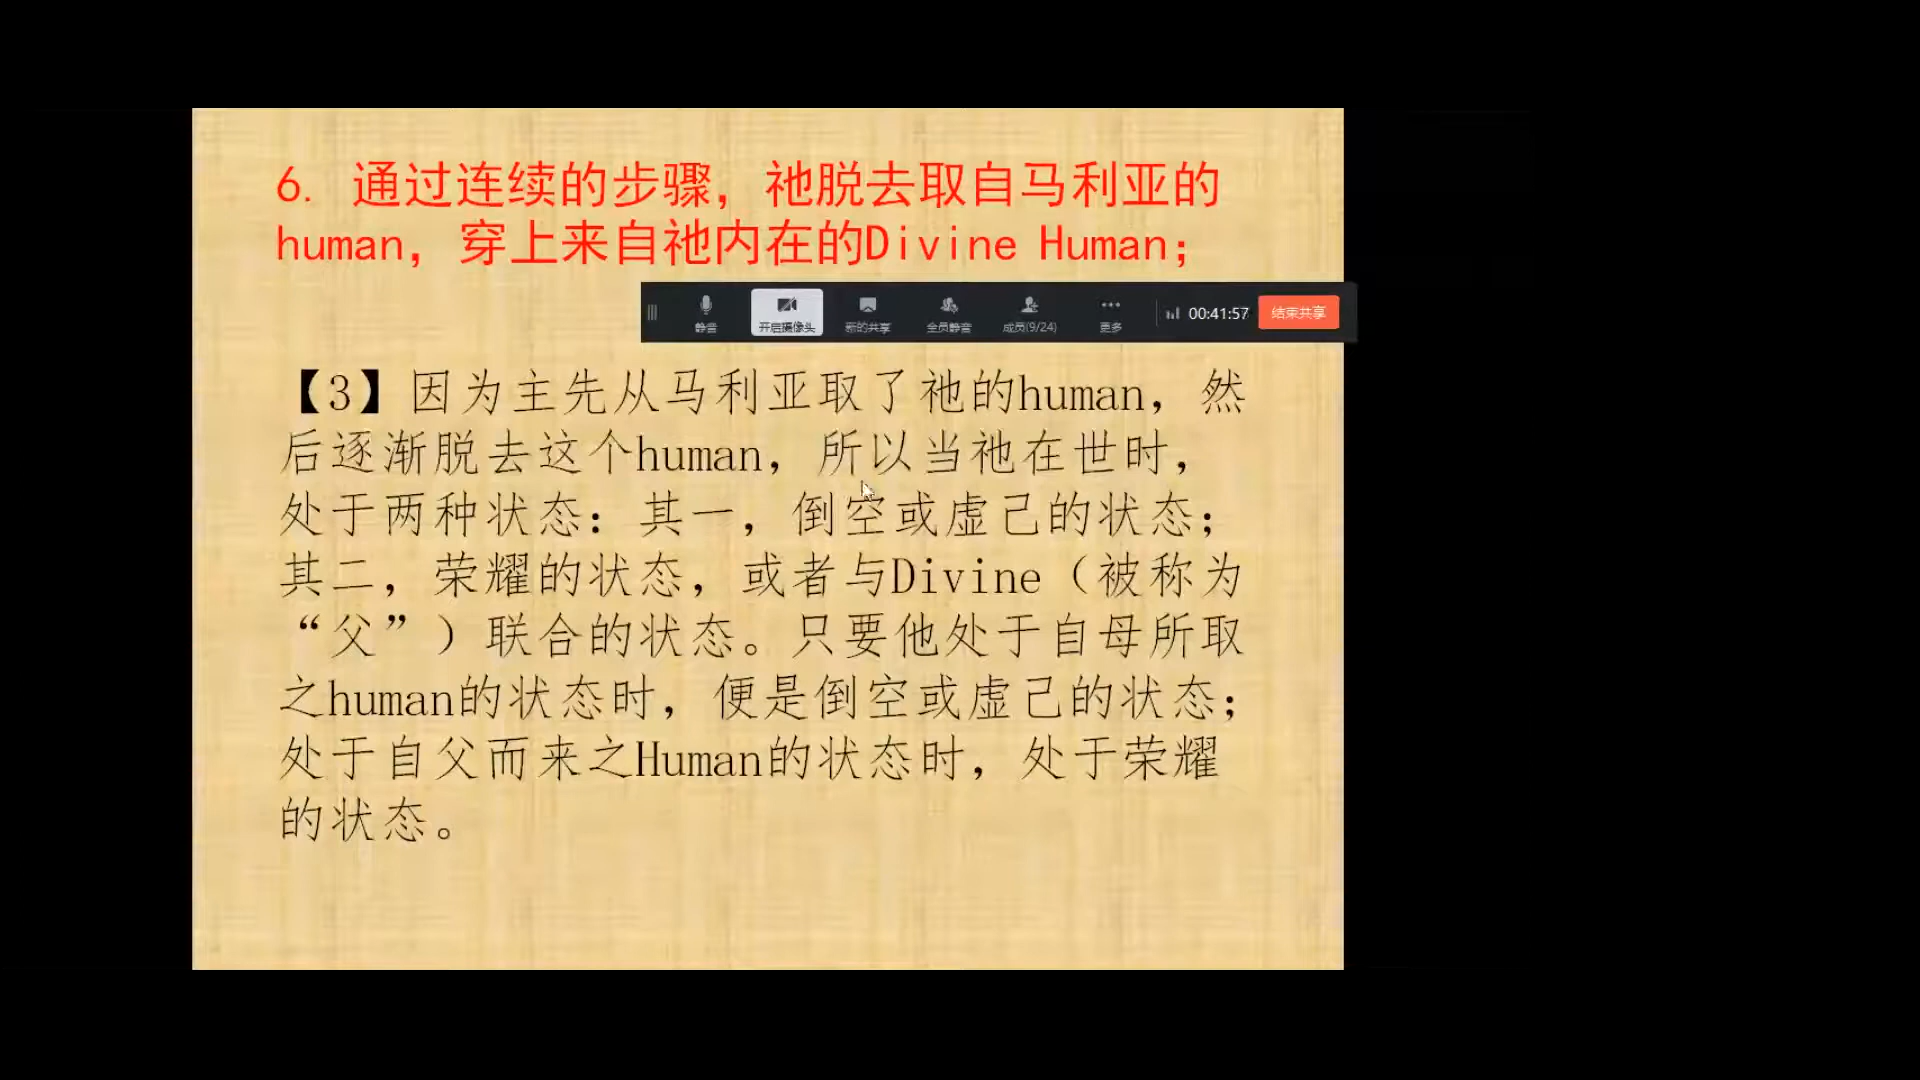 6. 通过连续的步骤，祂脱去取自马利亚的
human，穿上来自祂内在的Divine Human；
静音
开启摄像头
新的共享
全员静音
成员(9/24)
更多
00:41:57
结束共享
【3】因为主先从马利亚取了祂的human，然
后逐渐脱去这个human，所以当祂在世时，
处于两种状态：其一，倒空或虚己的状态；
其二，荣耀的状态，或者与Divine（被称为
“父”）联合的状态。只要他处于自母所取
之human的状态时，便是倒空或虚己的状态；
处于自父而来之Human的状态时，处于荣耀
的状态。